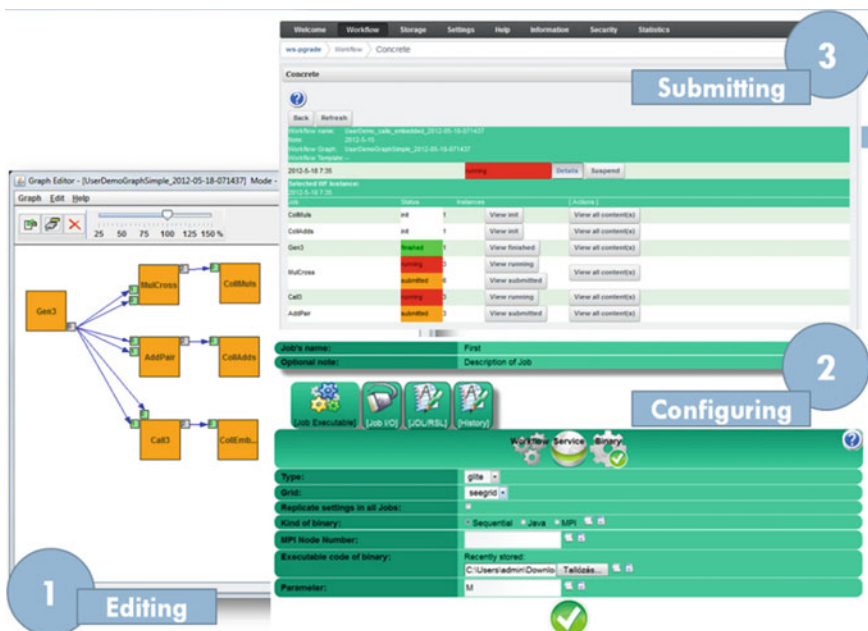 Welcome Workflow Storage Settings Help Information Security Statistics
ws-pgrade Workflow Concrete
3
Submitting
Concrete
Back Refresh
Workflow name: UserDemo_calls_embedded_2012-05-18-071437
Note: 2012-5-15
Workflow Graph: UserDemoGraphSimple_2012-05-18-071437
Workflow Template: --
2012-5-18 7:35 running Details Suspend
Selected WF Instance:
2012-5-18 7:35
Job Status Instances [ Actions ]
CollMuls init 1 View init View all content(s)
CollAdds init 1 View init View all content(s)
Gen3 finished 1 View finished View all content(s)
MulCross running 3 View running View all content(s)
submitted 6 View submitted
Call3 running 3 View running View all content(s)
AddPair submitted 3 View submitted View all content(s)
Graph Editor - [UserDemoGraphSimple_2012-05-18-071437] Mode -
Graph Edit Help
25 50 75 100 125 150 %
Gen3
MulCross CollMuls
AddPair CollAdds
Call3 CollEmb...
1
Editing
Job's name: First
Optional note: Description of Job
2
Configuring
[Job Executable] [Job I/O] [JDL/RSL] [History]
Workflow Service Binary
Type: glite
Grid: seegrid
Replicate settings in all Jobs:
Kind of binary: Sequential Java MPI
MPI Node Number:
Executable code of binary: Recently stored:
C:\Users\admin\Downlo Tallózás...
Parameter: M